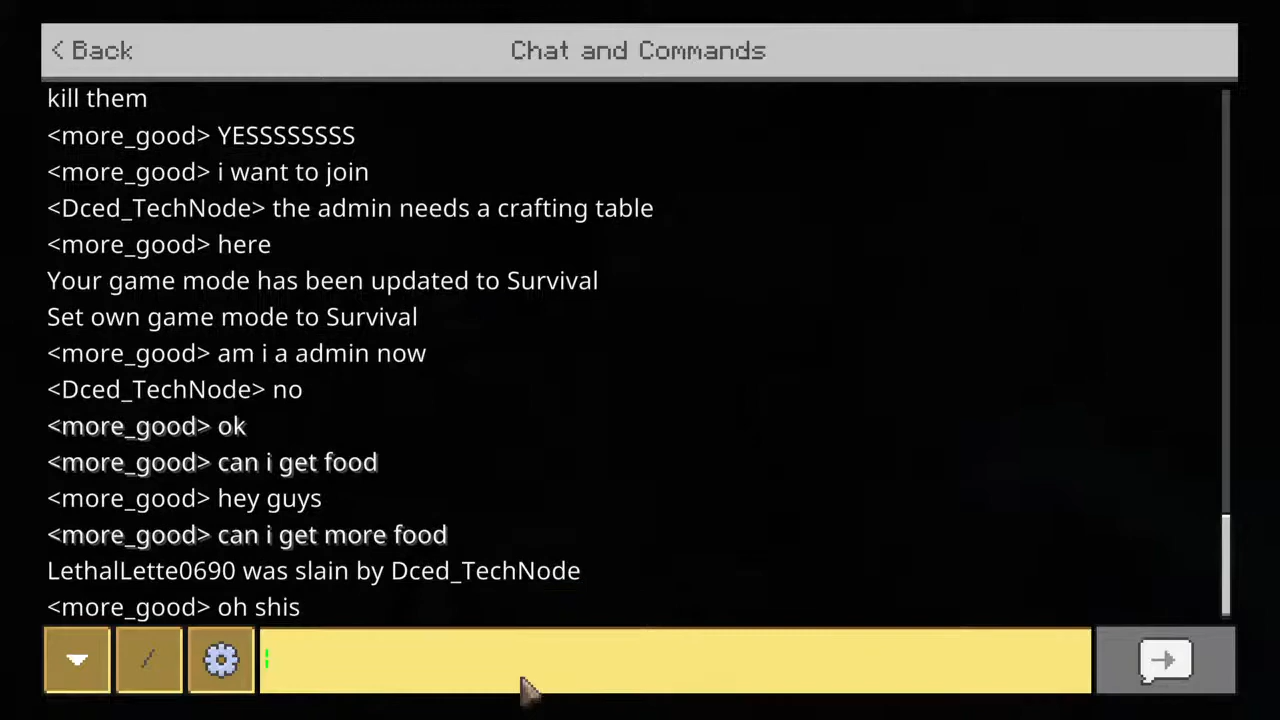 < Back
Chat and Commands
kill them
<more_good> YESSSSSSSS
<more_good> i want to join
<Dced_TechNode> the admin needs a crafting table
<more_good> here
Your game mode has been updated to Survival
Set own game mode to Survival
<more_good> am i a admin now
<Dced_TechNode> no
<more_good> ok
<more_good> can i get food
<more_good> hey guys
<more_good> can i get more food
LethalLette0690 was slain by Dced_TechNode
<more_good> oh shis
/